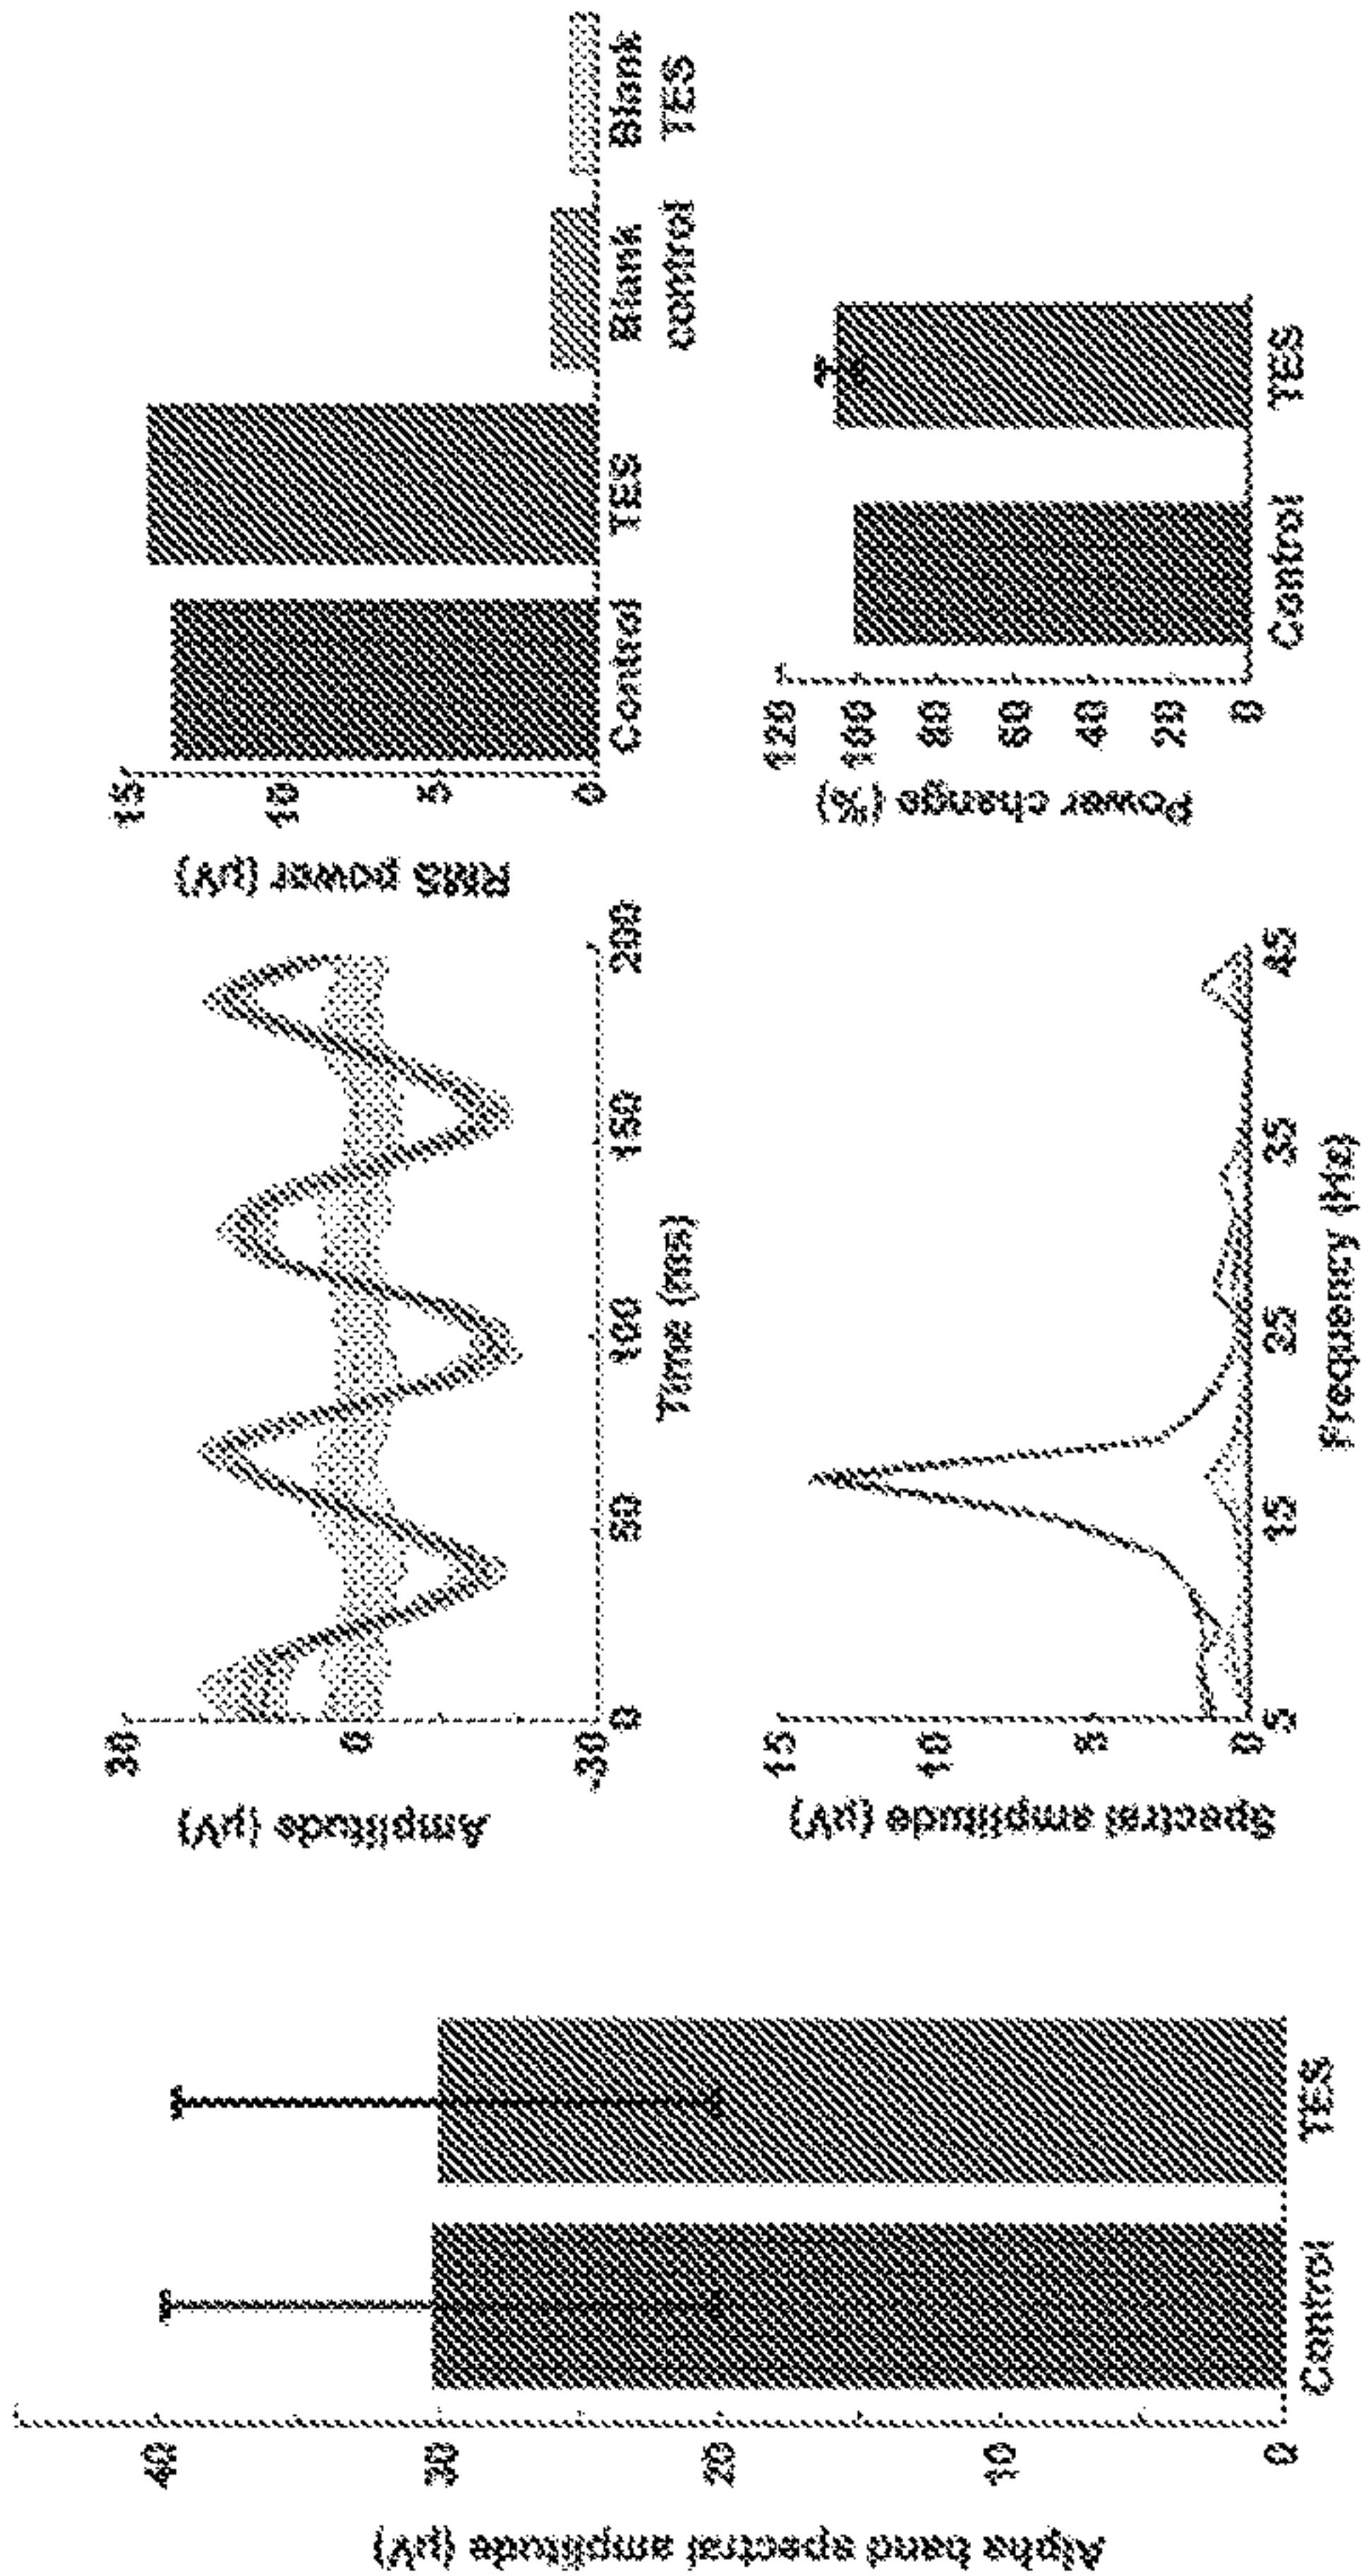 Alpha band spectral amplitude (µV)
40
30
20
10
0
Control
TES
Amplitude (µV)
30
0
-30
0
50
100
150
200
Time (ms)
RMS power (µV)
15
10
5
0
Control
TES
Blank
control
Blank
TES
Spectral amplitude (µV)
15
10
5
0
5
15
25
35
45
Frequency (Hz)
Power change (%)
120
100
80
60
40
20
0
Control
TES